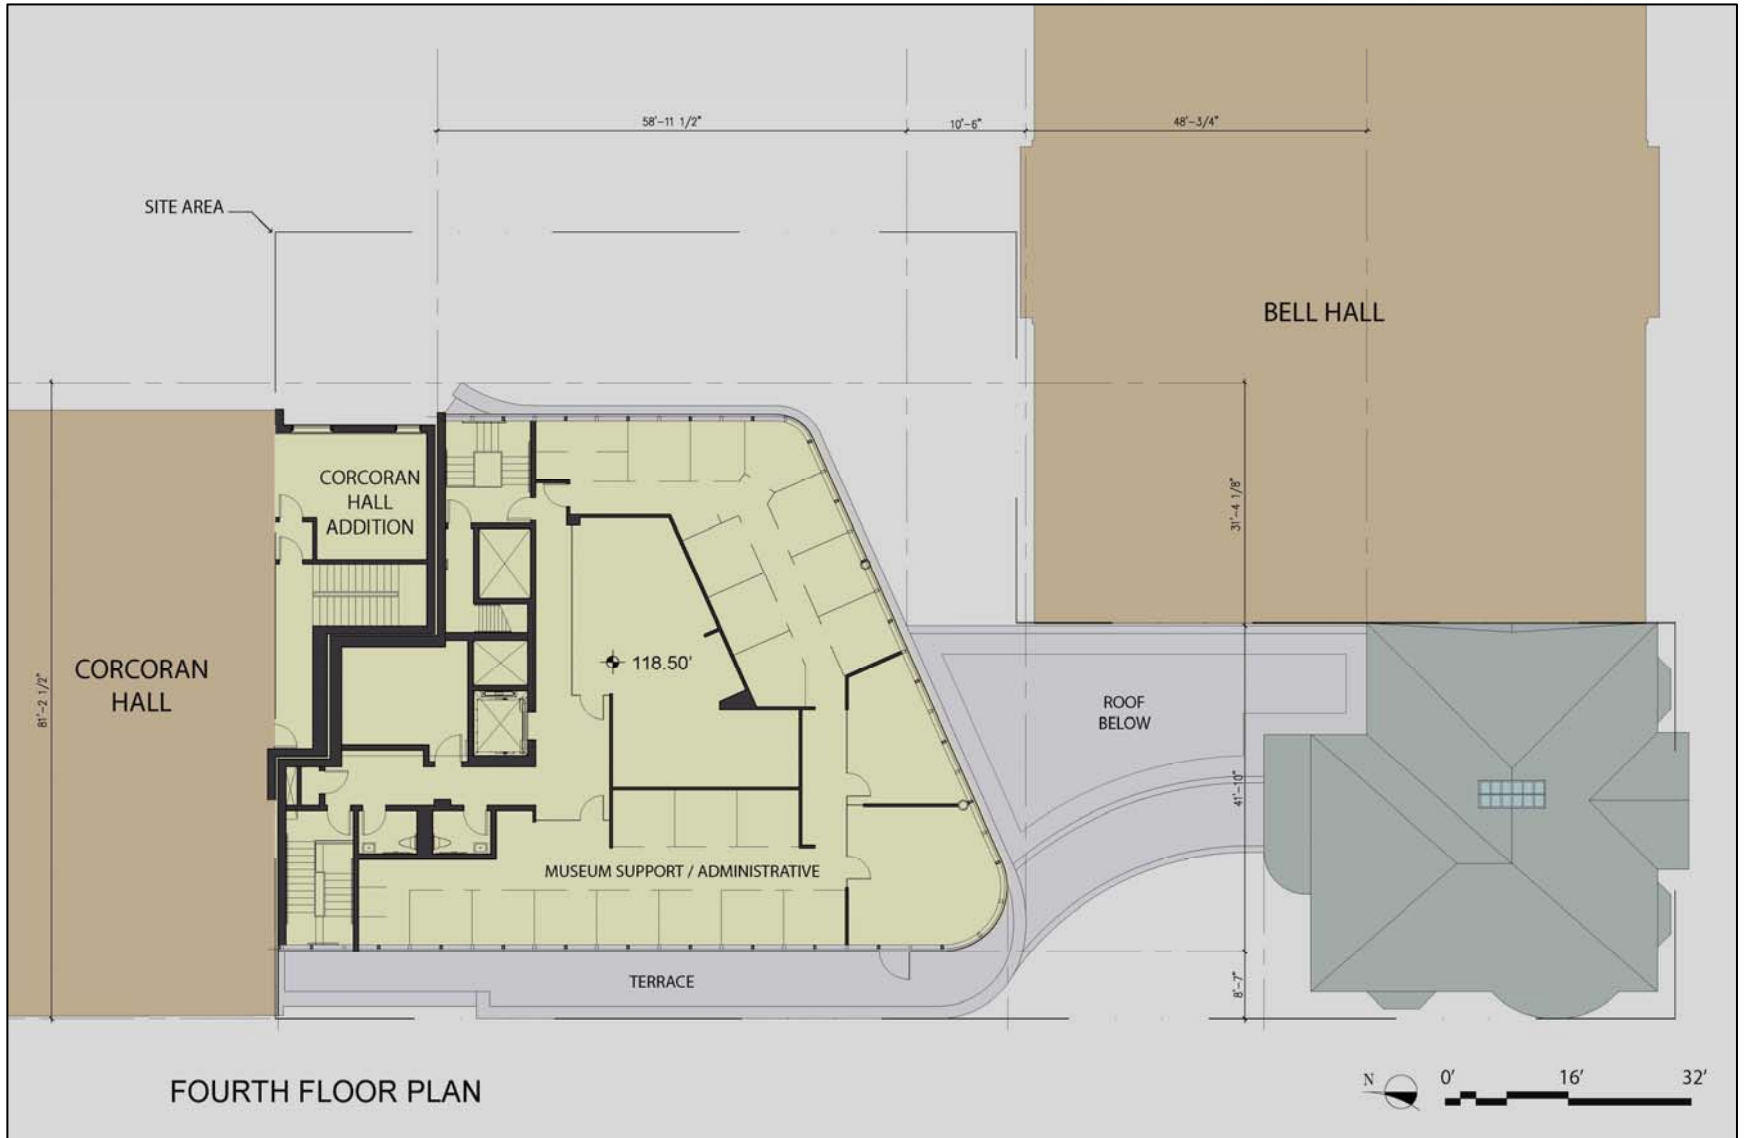 58'-11 1/2"
10'-6"
48'-3/4"
SITE AREA
BELL HALL
CORCORAN
HALL
ADDITION
31'-4 1/8"
CORCORAN
HALL
81'-2 1/2"
118.50'
ROOF
BELOW
41'-10"
MUSEUM SUPPORT / ADMINISTRATIVE
TERRACE
8'-7"
FOURTH FLOOR PLAN
N
0'
16'
32'